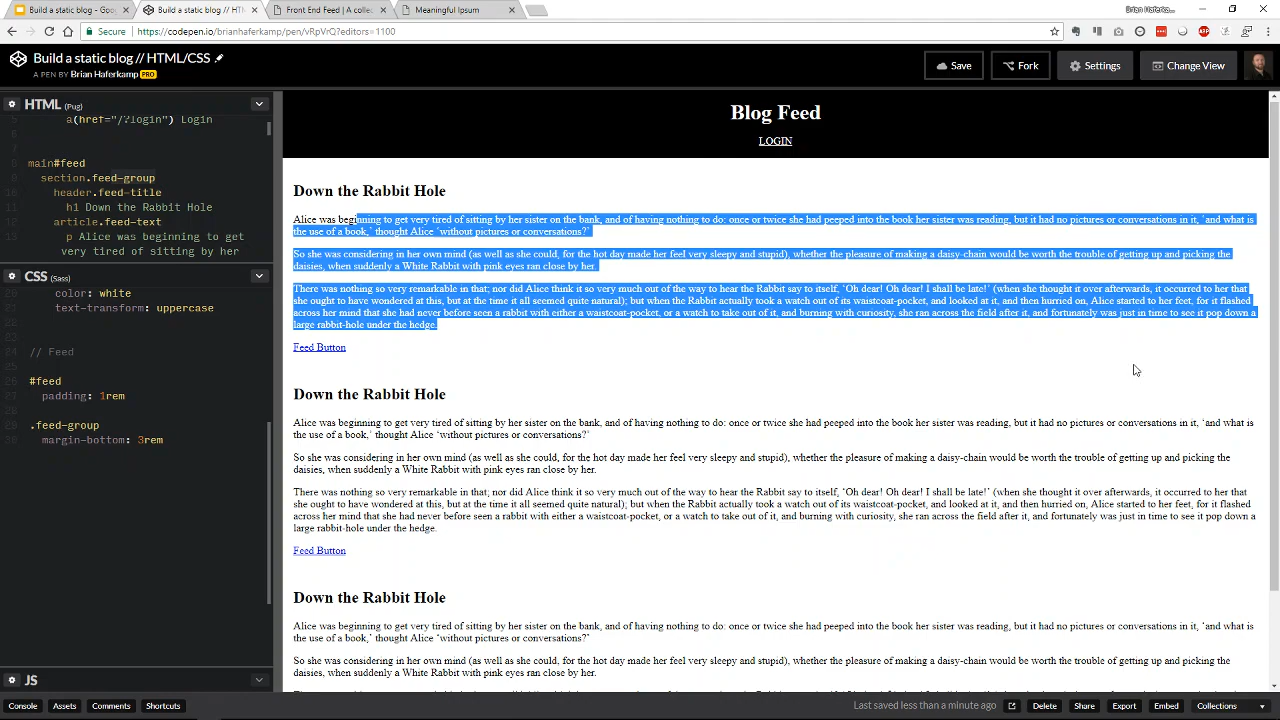 Build a static blog - Goo
Build a static blog // HTM
Front End Feed | A collec
Meaningful Ipsum
Brian Haferka...
Secure
https://codepen.io/brianhaferkamp/pen/vRpVrQ?editors=1100
Build a static blog // HTML/CSS
A PEN BY Brian Haferkamp PRO
Save
Fork
Settings
Change View
HTML (Pug)
a(href="/?login") Login
main#feed
section.feed-group
header.feed-title
h1 Down the Rabbit Hole
article.feed-text
p Alice was beginning to get
very tired of sitting by her
CSS (Sass)
color: white
text-transform: uppercase
// Feed
#feed
padding: 1rem
.feed-group
margin-bottom: 3rem
JS
Blog Feed
LOGIN
Down the Rabbit Hole
Alice was beginning to get very tired of sitting by her sister on the bank, and of having nothing to do: once or twice she had peeped into the book her sister was reading, but it had no pictures or conversations in it, ‘and what is
the use of a book,’ thought Alice ‘without pictures or conversations?’
So she was considering in her own mind (as well as she could, for the hot day made her feel very sleepy and stupid), whether the pleasure of making a daisy-chain would be worth the trouble of getting up and picking the
daisies, when suddenly a White Rabbit with pink eyes ran close by her.
There was nothing so very remarkable in that; nor did Alice think it so very much out of the way to hear the Rabbit say to itself, ‘Oh dear! Oh dear! I shall be late!’ (when she thought it over afterwards, it occurred to her that
she ought to have wondered at this, but at the time it all seemed quite natural); but when the Rabbit actually took a watch out of its waistcoat-pocket, and looked at it, and then hurried on, Alice started to her feet, for it flashed
across her mind that she had never before seen a rabbit with either a waistcoat-pocket, or a watch to take out of it, and burning with curiosity, she ran across the field after it, and fortunately was just in time to see it pop down a
large rabbit-hole under the hedge.
Feed Button
Down the Rabbit Hole
Alice was beginning to get very tired of sitting by her sister on the bank, and of having nothing to do: once or twice she had peeped into the book her sister was reading, but it had no pictures or conversations in it, ‘and what is
the use of a book,’ thought Alice ‘without pictures or conversations?’
So she was considering in her own mind (as well as she could, for the hot day made her feel very sleepy and stupid), whether the pleasure of making a daisy-chain would be worth the trouble of getting up and picking the
daisies, when suddenly a White Rabbit with pink eyes ran close by her.
There was nothing so very remarkable in that; nor did Alice think it so very much out of the way to hear the Rabbit say to itself, ‘Oh dear! Oh dear! I shall be late!’ (when she thought it over afterwards, it occurred to her that
she ought to have wondered at this, but at the time it all seemed quite natural); but when the Rabbit actually took a watch out of its waistcoat-pocket, and looked at it, and then hurried on, Alice started to her feet, for it flashed
across her mind that she had never before seen a rabbit with either a waistcoat-pocket, or a watch to take out of it, and burning with curiosity, she ran across the field after it, and fortunately was just in time to see it pop down a
large rabbit-hole under the hedge.
Feed Button
Down the Rabbit Hole
Alice was beginning to get very tired of sitting by her sister on the bank, and of having nothing to do: once or twice she had peeped into the book her sister was reading, but it had no pictures or conversations in it, ‘and what is
the use of a book,’ thought Alice ‘without pictures or conversations?’
So she was considering in her own mind (as well as she could, for the hot day made her feel very sleepy and stupid), whether the pleasure of making a daisy-chain would be worth the trouble of getting up and picking the
daisies, when suddenly a White Rabbit with pink eyes ran close by her.
Console
Assets
Comments
Shortcuts
Last saved less than a minute ago
Delete
Share
Export
Embed
Collections